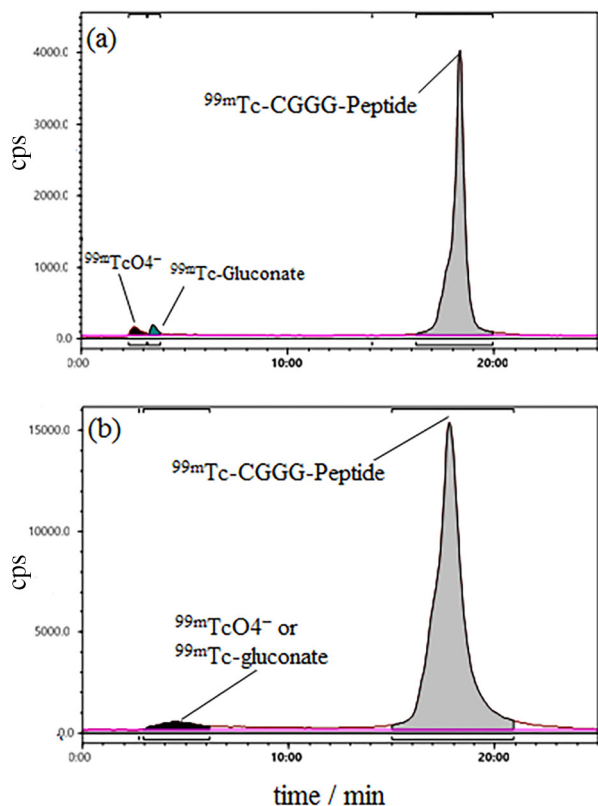 (a)
4000.0
99mTc-CGGG-Peptide
3000.0
cps
2000.0
99mTcO4−
99mTc-Gluconate
1000.0
0.0
0:00
10:00
20:00
(b)
15000.0
99mTc-CGGG-Peptide
10000.0
cps
99mTcO4− or
99mTc-gluconate
5000.0
0.0
0:00
10:00
20:00
time / min